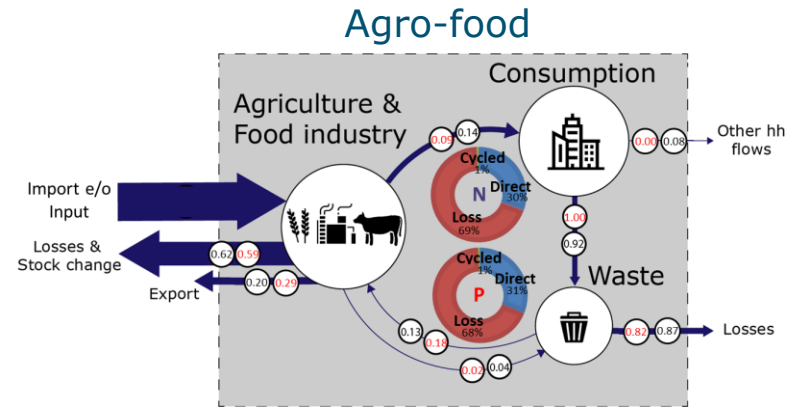 Agro-food
Consumption
Agriculture &
Food industry
0.09 0.14
0.00 0.08
Other hh
flows
Cycled
1%
Direct
30%
N
Loss
69%
Import e/o
Input
1.00
0.92
Losses &
Stock change
0.62 0.59
Export
0.20 0.29
Cycled
1%
Direct
31%
P
Loss
68%
Waste
0.13
0.18
0.82 0.87
Losses
0.02 0.04